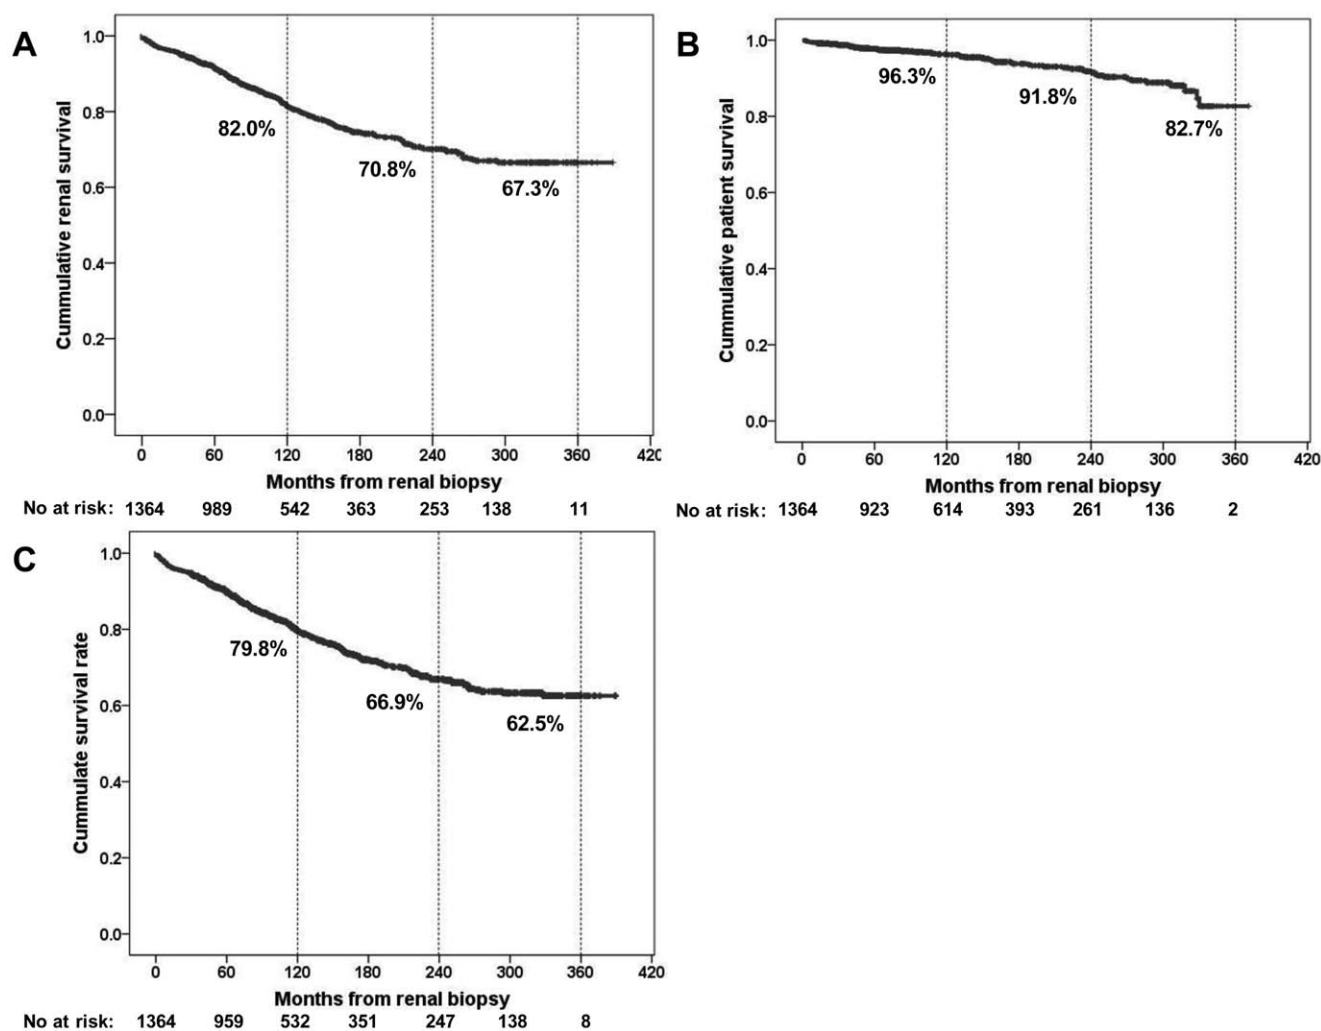 A
Cummulative renal survival
1.0
0.8
0.6
0.4
0.2
0.0
82.0%
70.8%
67.3%
0 60 120 180 240 300 360 420
Months from renal biopsy
No at risk: 1364 989 542 363 253 138 11
B
Cummulative patient survival
1.0
0.8
0.6
0.4
0.2
0.0
96.3%
91.8%
82.7%
0 60 120 180 240 300 360 420
Months from renal biopsy
No at risk: 1364 923 614 393 261 136 2
C
Cummulate survival rate
1.0
0.8
0.6
0.4
0.2
0.0
79.8%
66.9%
62.5%
0 60 120 180 240 300 360 420
Months from renal biopsy
No at risk: 1364 959 532 351 247 138 8